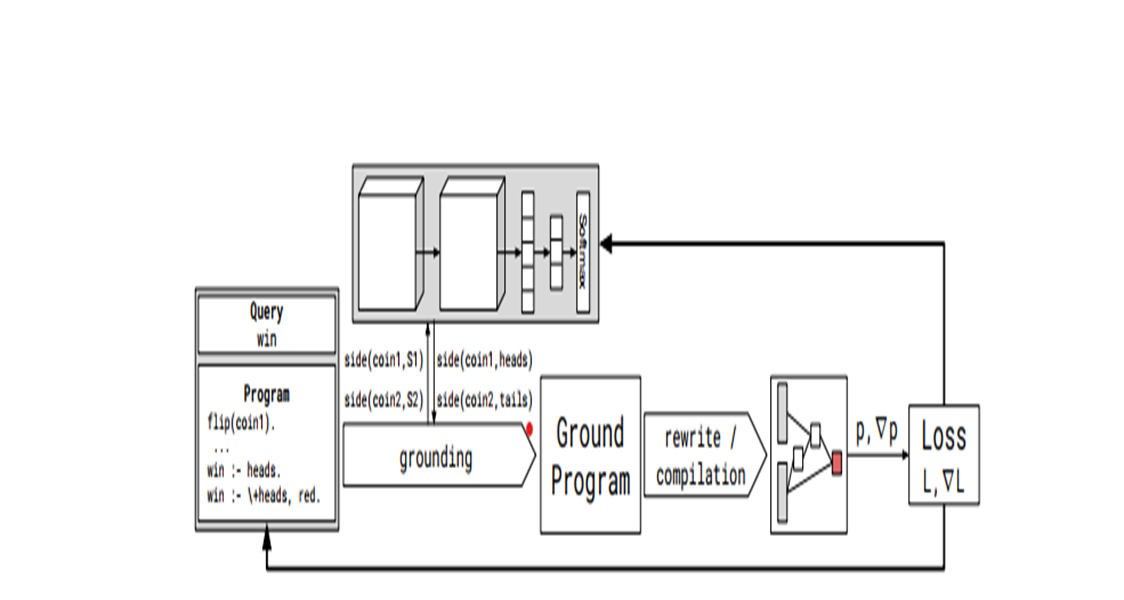 Softmax
Query
win
Program
flip(coin1).
...
win :- heads.
win :- \+heads, red.
side(coin1,S1)
side(coin1,heads)
side(coin2,S2)
side(coin2,tails)
grounding
Ground
Program
rewrite /
compilation
p,∇p
Loss
L,∇L